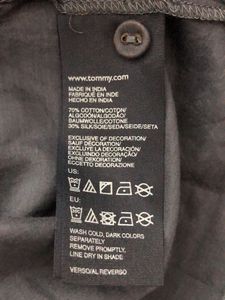 www.tommy.com
MADE IN INDIA
FABRIQUÉ EN INDE
HECHO EN INDIA
70% COTTON/COTON/
ALGODÓN/ALGODÃO/
BAUMWOLLE/COTONE
30% SILK/SOIE/SEDA/SEIDE/SETA
EXCLUSIVE OF DECORATION/
SAUF DÉCORATION/
EXCLUYE LA DECORACIÓN/
EXCLUINDO DECORAÇÃO/
OHNE DEKORATION/
ECCETTO DECORAZIONE
US:
EU:
WASH COLD, DARK COLORS
SEPARATELY
REMOVE PROMPTLY.
LINE DRY IN SHADE
VERSO/AL REVERSO